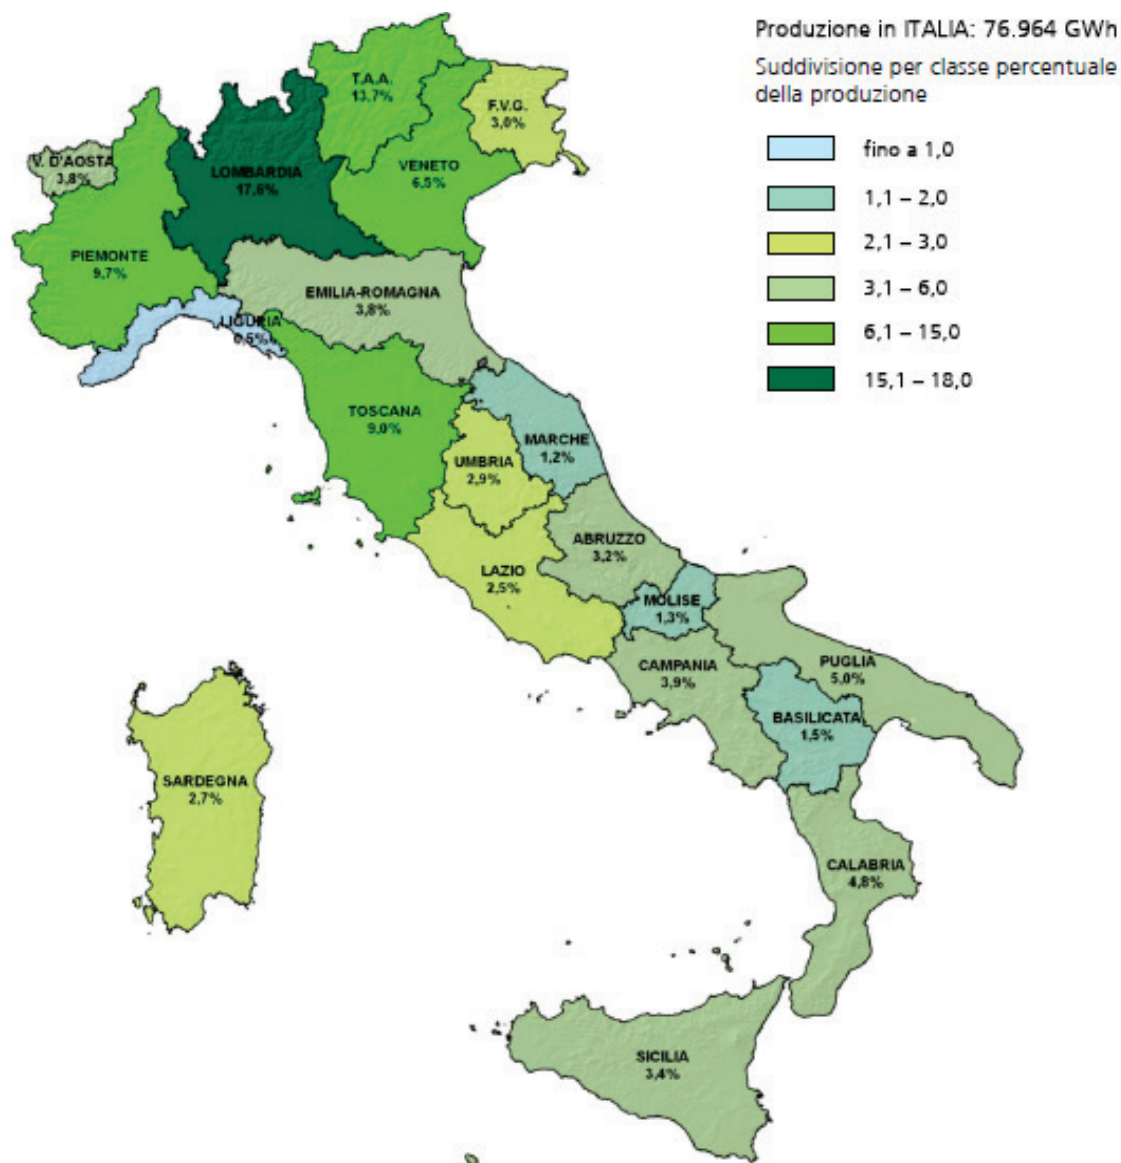 Produzione in ITALIA: 76.964 GWh
Suddivisione per classe percentuale
della produzione
fino a 1,0
1,1 – 2,0
2,1 – 3,0
3,1 – 6,0
6,1 – 15,0
15,1 – 18,0
T.A.A.
13,7%
F.V.G.
3,0%
V. D'AOSTA
3,8%
LOMBARDIA
17,6%
VENETO
6,5%
PIEMONTE
9,7%
EMILIA-ROMAGNA
3,8%
LIGURIA
0,5%
TOSCANA
9,0%
MARCHE
1,2%
UMBRIA
2,9%
ABRUZZO
3,2%
LAZIO
2,5%
MOLISE
1,3%
CAMPANIA
3,9%
PUGLIA
5,0%
BASILICATA
1,5%
SARDEGNA
2,7%
CALABRIA
4,8%
SICILIA
3,4%